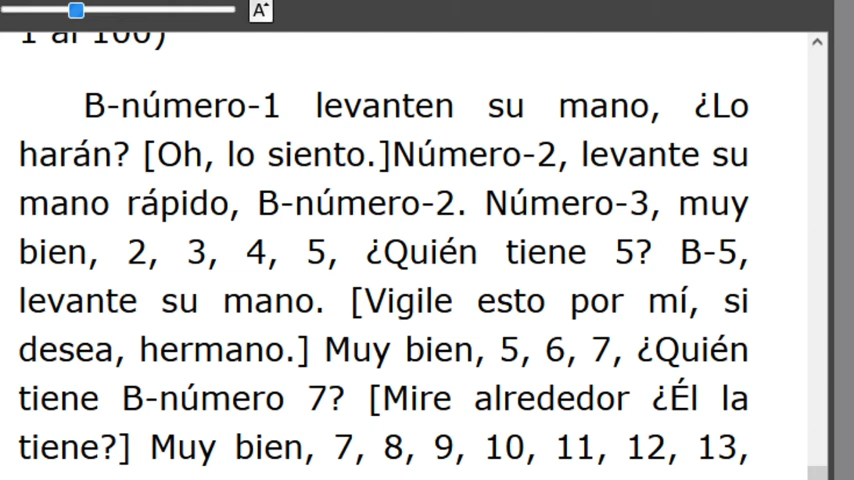 A
1 al 100)
B-número-1 levanten su mano, ¿Lo
harán? [Oh, lo siento.]Número-2, levante su
mano rápido, B-número-2. Número-3, muy
bien, 2, 3, 4, 5, ¿Quién tiene 5? B-5,
levante su mano. [Vigile esto por mí, si
desea, hermano.] Muy bien, 5, 6, 7, ¿Quién
tiene B-número 7? [Mire alrededor ¿Él la
tiene?] Muy bien, 7, 8, 9, 10, 11, 12, 13,